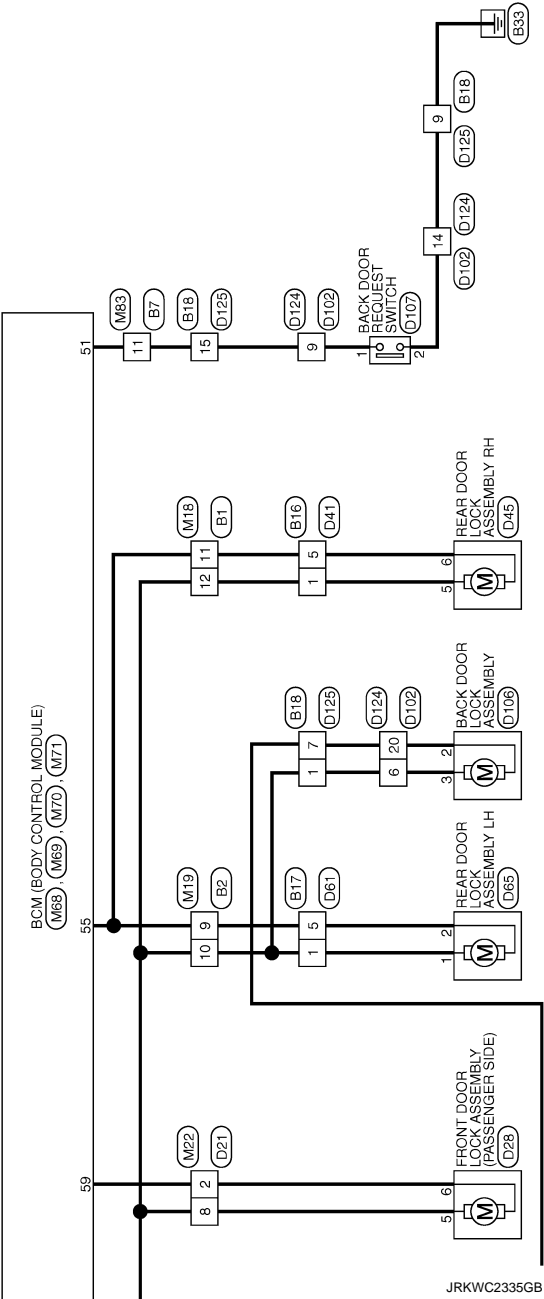 BCM (BODY CONTROL MODULE)
M68 , M69 , M70 , M71
59
55
51
M22
D21
8
2
5
6
FRONT DOOR
LOCK ASSEMBLY
(PASSENGER SIDE)
D28
M19
B2
10
9
B17
D61
1
5
1
2
REAR DOOR
LOCK
ASSEMBLY LH
D65
B18
D125
1
7
D124
D102
6
20
3
2
BACK DOOR
LOCK
ASSEMBLY
D106
M18
B1
12
11
B16
D41
1
5
5
6
REAR DOOR
LOCK
ASSEMBLY RH
D45
M83
B7
11
B18
D125
15
D124
D102
9
1
2
BACK DOOR
REQUEST
SWITCH
D107
D124
D102
14
B18
D125
9
B33
JRKWC2335GB